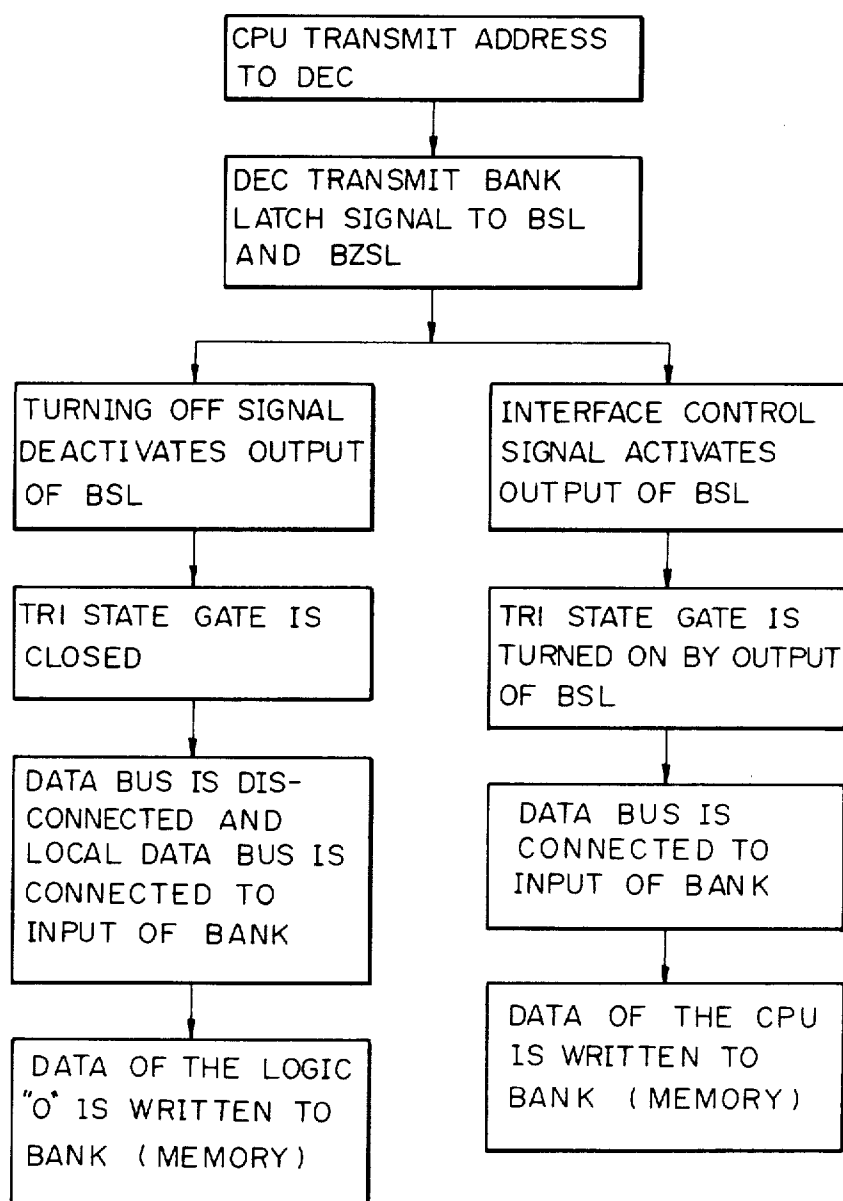 CPU TRANSMIT ADDRESS
TO DEC
DEC TRANSMIT BANK
LATCH SIGNAL TO BSL
AND BZSL
TURNING OFF SIGNAL
DEACTIVATES OUTPUT
OF BSL
TRI STATE GATE IS
CLOSED
DATA BUS IS DIS-
CONNECTED AND
LOCAL DATA BUS IS
CONNECTED TO
INPUT OF BANK
DATA OF THE LOGIC
"O" IS WRITTEN TO
BANK (MEMORY)
INTERFACE CONTROL
SIGNAL ACTIVATES
OUTPUT OF BSL
TRI STATE GATE IS
TURNED ON BY OUTPUT
OF BSL
DATA BUS IS
CONNECTED TO
INPUT OF BANK
DATA OF THE CPU
IS WRITTEN TO
BANK (MEMORY)